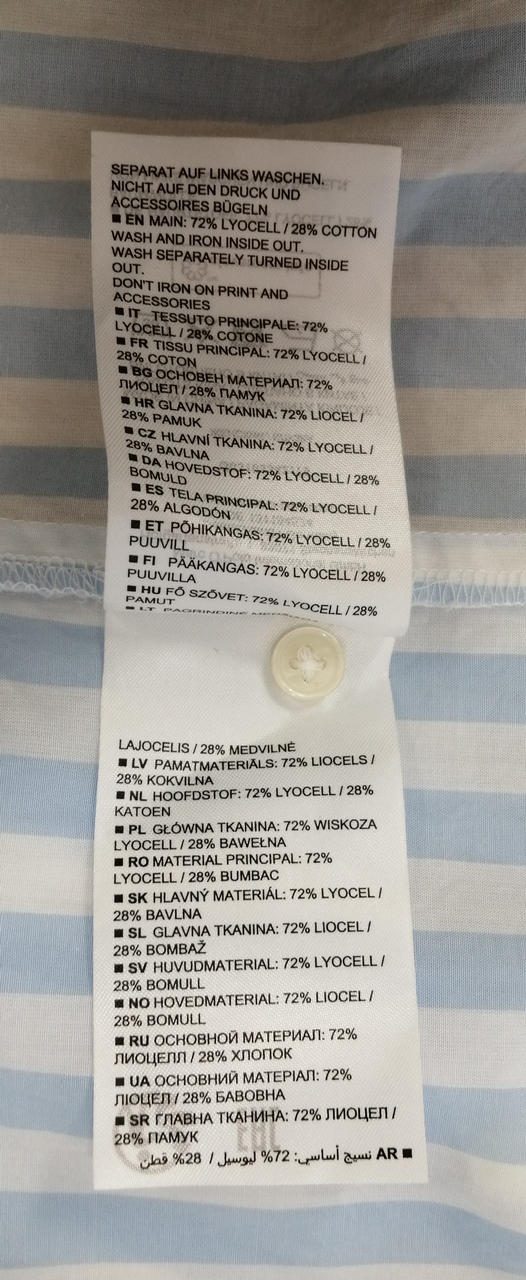 SEPARAT AUF LINKS WASCHEN.
NICHT AUF DEN DRUCK UND
ACCESSOIRES BÜGELN
■ EN MAIN: 72% LYOCELL / 28% COTTON
WASH AND IRON INSIDE OUT.
WASH SEPARATELY TURNED INSIDE
OUT.
DON'T IRON ON PRINT AND
ACCESSORIES
■ IT TESSUTO PRINCIPALE: 72%
LYOCELL / 28% COTONE
■ FR TISSU PRINCIPAL: 72% LYOCELL /
28% COTON
■ BG ОСНОВЕН МАТЕРИАЛ: 72%
ЛИОЦЕЛ / 28% ПАМУК
■ HR GLAVNA TKANINA: 72% LIOCEL /
28% PAMUK
■ CZ HLAVNÍ TKANINA: 72% LYOCELL /
28% BAVLNA
■ DA HOVEDSTOF: 72% LYOCELL / 28%
BOMULD
■ ES TELA PRINCIPAL: 72% LYOCELL /
28% ALGODÓN
■ ET PÕHIKANGAS: 72% LYOCELL / 28%
PUUVILL
■ FI PÄÄKANGAS: 72% LYOCELL / 28%
PUUVILLA
■ HU FŐ SZÖVET: 72% LYOCELL / 28%
PAMUT
■ LT PAGRINDINĖ
LAJOCELIS / 28% MEDVILNĖ
■ LV PAMATMATERIĀLS: 72% LIOCELS /
28% KOKVILNA
■ NL HOOFDSTOF: 72% LYOCELL / 28%
KATOEN
■ PL GŁÓWNA TKANINA: 72% WISKOZA
LYOCELL / 28% BAWEŁNA
■ RO MATERIAL PRINCIPAL: 72%
LYOCELL / 28% BUMBAC
■ SK HLAVNÝ MATERIÁL: 72% LYOCEL /
28% BAVLNA
■ SL GLAVNA TKANINA: 72% LIOCEL /
28% BOMBAŽ
■ SV HUVUDMATERIAL: 72% LYOCELL /
28% BOMULL
■ NO HOVEDMATERIAL: 72% LIOCEL /
28% BOMULL
■ RU ОСНОВНОЙ МАТЕРИАЛ: 72%
ЛИОЦЕЛЛ / 28% ХЛОПОК
■ UA ОСНОВНИЙ МАТЕРІАЛ: 72%
ЛІОЦЕЛ / 28% БАВОВНА
■ SR ГЛАВНА ТКАНИНА: 72% ЛИОЦЕЛ /
28% ПАМУК
■ AR نسيج أساسي: 72% ليوسيل / 28% قطن